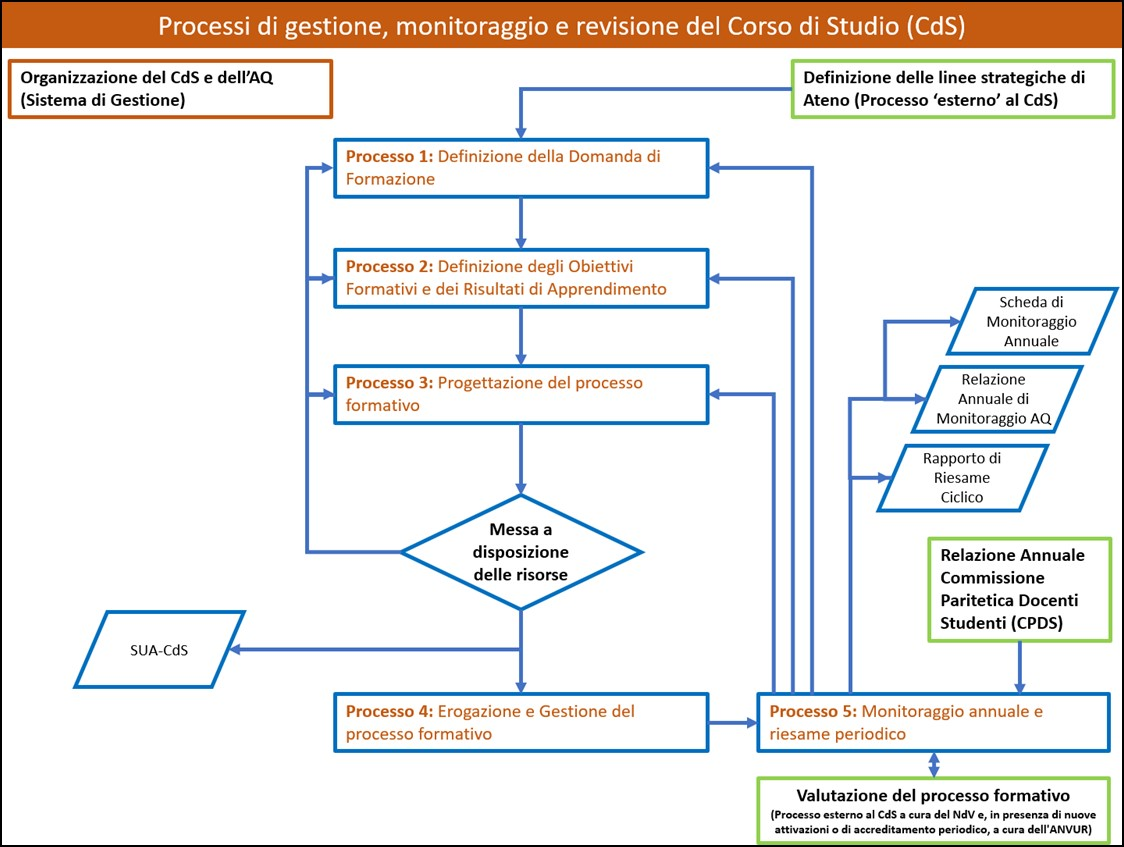 Processi di gestione, monitoraggio e revisione del Corso di Studio (CdS)
Organizzazione del CdS e dell'AQ
(Sistema di Gestione)
Definizione delle linee strategiche di
Ateno (Processo 'esterno' al CdS)
Processo 1: Definizione della Domanda di
Formazione
Processo 2: Definizione degli Obiettivi
Formativi e dei Risultati di Apprendimento
Scheda di
Monitoraggio
Annuale
Processo 3: Progettazione del processo
formativo
Relazione
Annuale di
Monitoraggio AQ
Rapporto di
Riesame
Ciclico
Messa a
disposizione
delle risorse
Relazione Annuale
Commissione
Paritetica Docenti
Studenti (CPDS)
SUA-CdS
Processo 4: Erogazione e Gestione del
processo formativo
Processo 5: Monitoraggio annuale e
riesame periodico
Valutazione del processo formativo
(Processo esterno al CdS a cura del NdV e, in presenza di nuove
attivazioni o di accreditamento periodico, a cura dell'ANVUR)